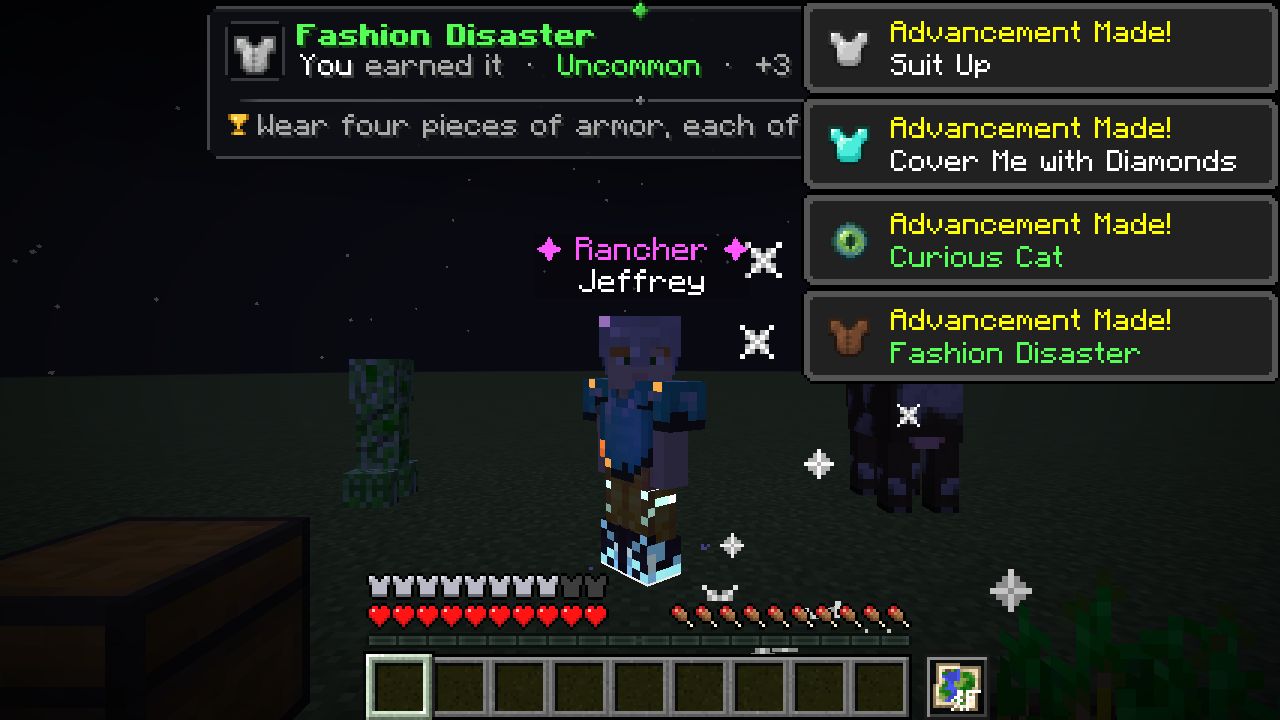 Fashion Disaster
You earned it · Uncommon · +3
Wear four pieces of armor, each of
Advancement Made!
Suit Up
Advancement Made!
Cover Me with Diamonds
Advancement Made!
Curious Cat
Advancement Made!
Fashion Disaster
Rancher
Jeffrey